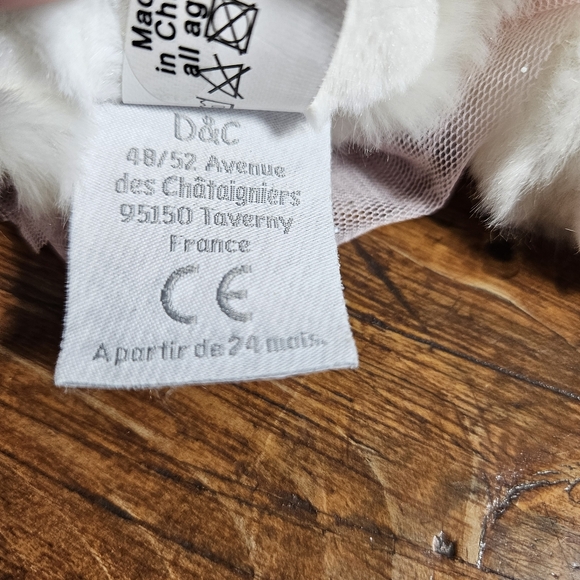 Mad
in Ch
all ag
D&C
48/52 Avenue
des Châtaigniers
95150 Taverny
France
CE
A partir de 24 mois.